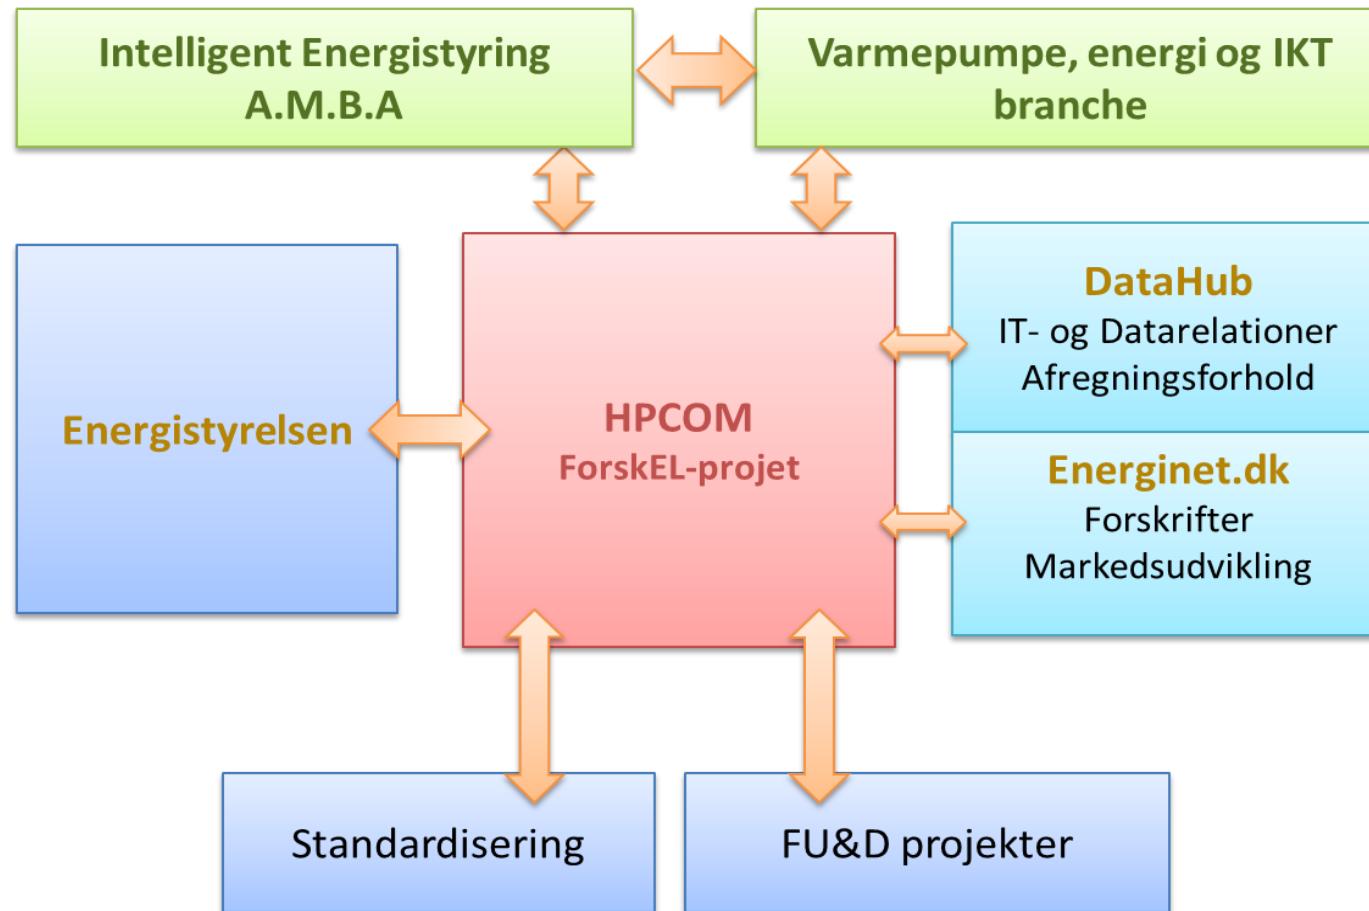 Intelligent Energistyring
A.M.B.A
Varmepumpe, energi og IKT
branche
DataHub
IT- og Datarelationer
Afregningsforhold
Energistyrelsen
HPCOM
ForskEL-projet
Energinet.dk
Forskrifter
Markedsudvikling
Standardisering
FU&D projekter